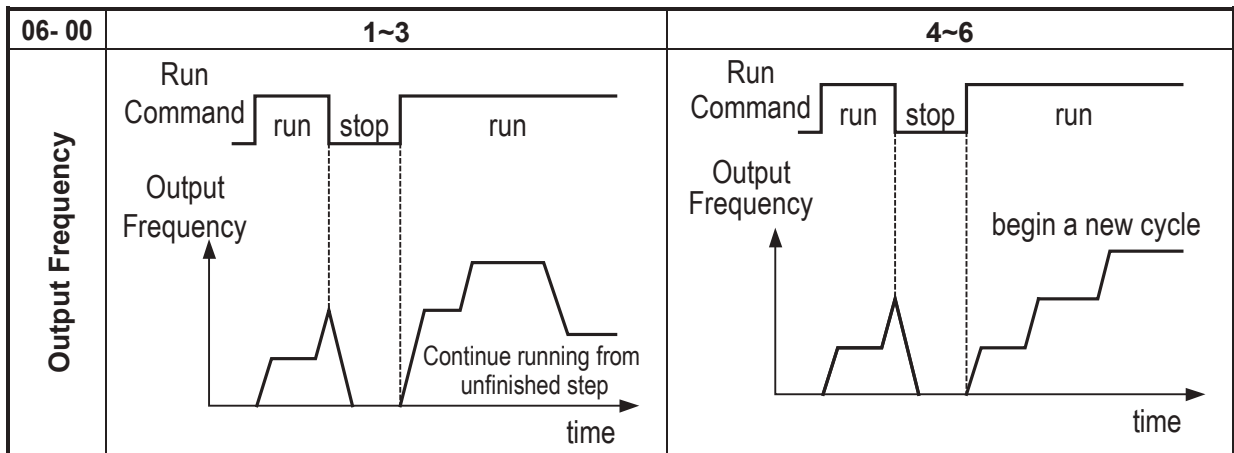 06- 00
1~3
4~6
Output Frequency
Run
Command
run
stop
run
Output
Frequency
Continue running from
unfinished step
time
Run
Command
run
stop
run
Output
Frequency
begin a new cycle
time